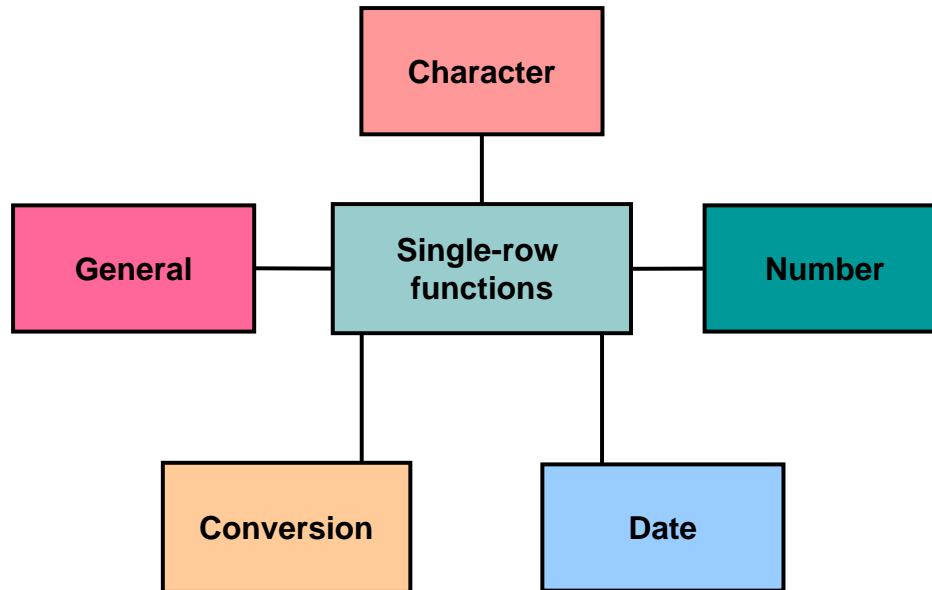 Character
General
Single-row
functions
Number
Conversion
Date